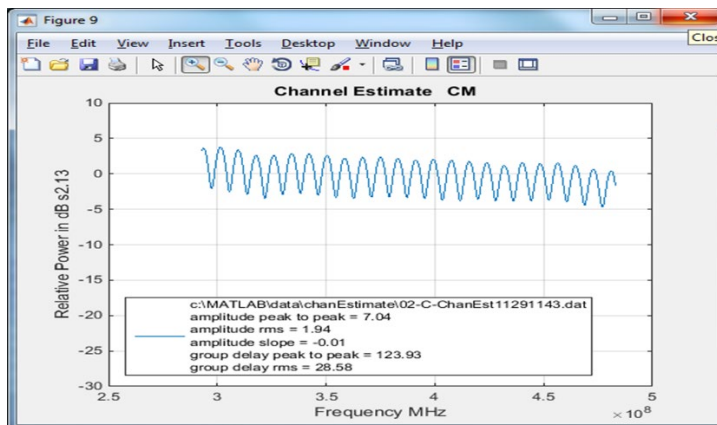 Figure 9
File Edit View Insert Tools Desktop Window Help
Clos
Channel Estimate CM
Relative Power in dB s2.13
10
5
0
-5
-10
-15
-20
-25
-30
c:\MATLAB\data\chanEstimate\02-C-ChanEst11291143.dat
amplitude peak to peak = 7.04
amplitude rms = 1.94
amplitude slope = -0.01
group delay peak to peak = 123.93
group delay rms = 28.58
2.5 3 3.5 4 4.5 5
Frequency MHz
× 10^8